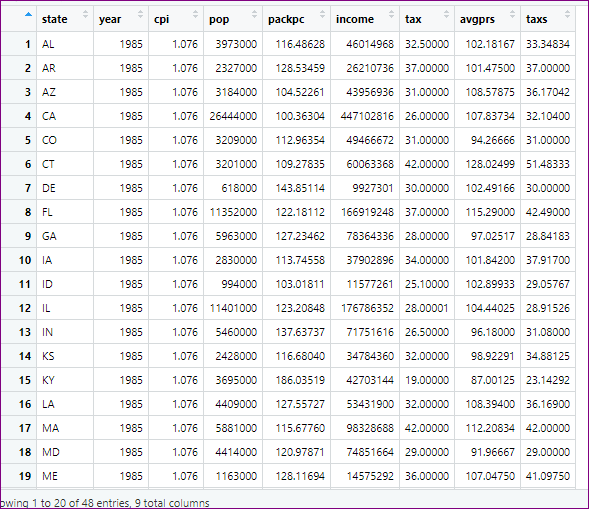 state year cpi pop packpc income tax avgprs taxs
1 AL 1985 1.076 3973000 116.48628 46014968 32.50000 102.18167 33.34834
2 AR 1985 1.076 2327000 128.53459 26210736 37.00000 101.47500 37.00000
3 AZ 1985 1.076 3184000 104.52261 43956936 31.00000 108.57875 36.17042
4 CA 1985 1.076 26444000 100.36304 447102816 26.00000 107.83734 32.10400
5 CO 1985 1.076 3209000 112.96354 49466672 31.00000 94.26666 31.00000
6 CT 1985 1.076 3201000 109.27835 60063368 42.00000 128.02499 51.48333
7 DE 1985 1.076 618000 143.85114 9927301 30.00000 102.49166 30.00000
8 FL 1985 1.076 11352000 122.18112 166919248 37.00000 115.29000 42.49000
9 GA 1985 1.076 5963000 127.23462 78364336 28.00000 97.02517 28.84183
10 IA 1985 1.076 2830000 113.74558 37902896 34.00000 101.84200 37.91700
11 ID 1985 1.076 994000 103.01811 11577261 25.10000 102.89933 29.05767
12 IL 1985 1.076 11401000 123.20848 176786352 28.00001 104.44025 28.91526
13 IN 1985 1.076 5460000 137.63737 71751616 26.50000 96.18000 31.08000
14 KS 1985 1.076 2428000 116.68040 34784360 32.00000 98.92291 34.88125
15 KY 1985 1.076 3695000 186.03519 42703144 19.00000 87.00125 23.14292
16 LA 1985 1.076 4409000 127.55727 53431900 32.00000 108.39400 36.16900
17 MA 1985 1.076 5881000 115.67760 98328688 42.00000 112.20834 42.00000
18 MD 1985 1.076 4414000 120.97871 74851664 29.00000 91.96667 29.00000
19 ME 1985 1.076 1163000 128.11694 14575292 36.00000 107.04750 41.09750
owing 1 to 20 of 48 entries, 9 total columns